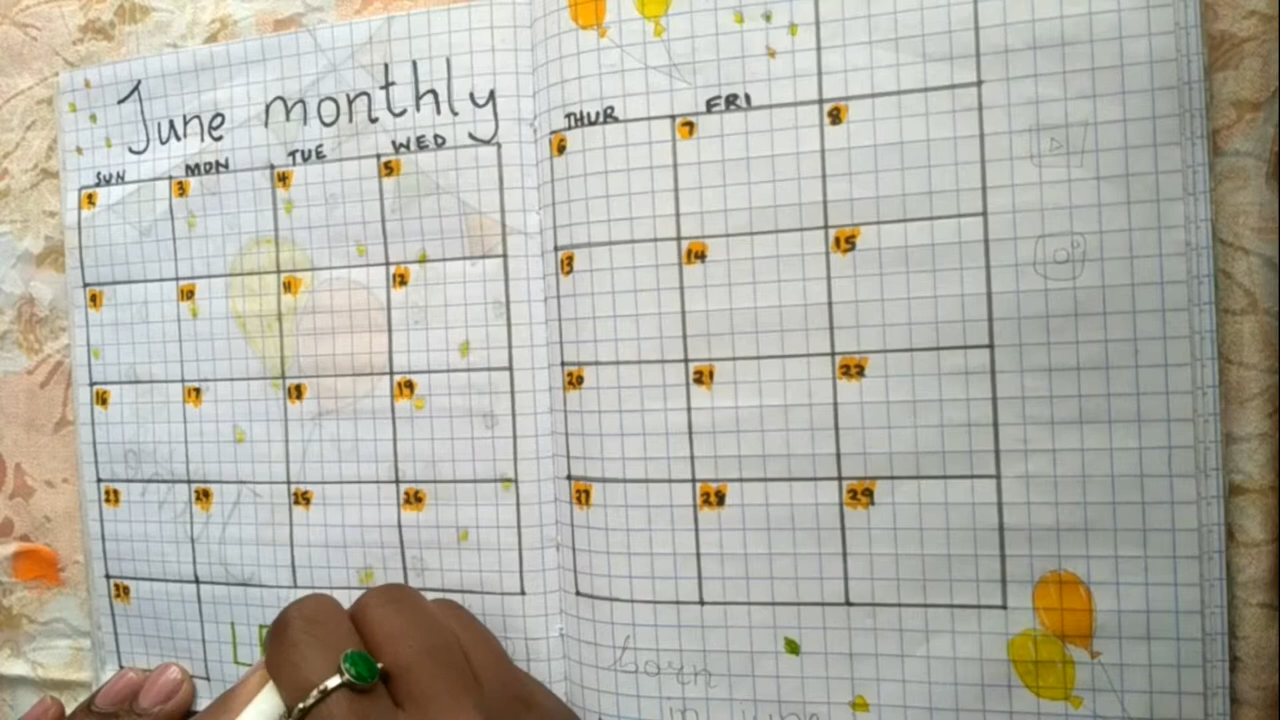 June monthly
SUN MON TUE WED THUR FRI
2 3 4 5 6 7 8
9 10 11 12 13 14 15
16 17 18 19 20 21 22
23 24 25 26 27 28 29
30
born
in june